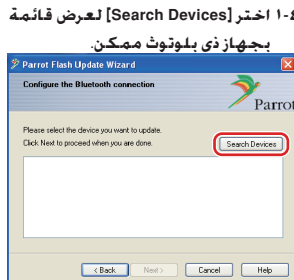 ٤-١ اختر [Search Devices] لعرض قائمة
بجهاز ذى بلوتوث ممكن.
Parrot Flash Update Wizard
Configure the Bluetooth connection
Parrot
Please select the device you want to update.
Click Next to proceed when you are done.
Search Devices
< Back
Next >
Cancel
Help